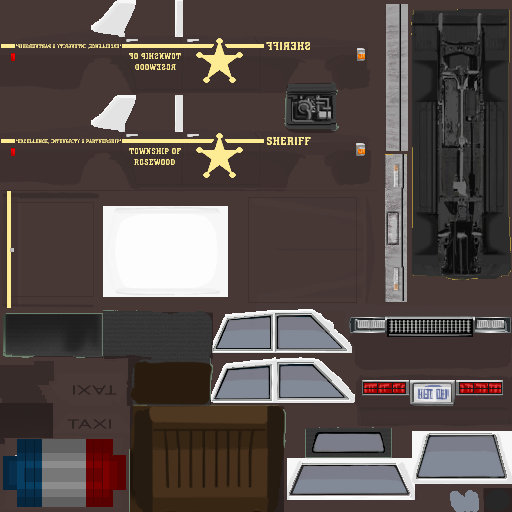 SHERIFF
TOWNSHIP OF
ROSEWOOD
"EXCELLENCE, INTEGRITY & PARTNERSHIP"
SHERIFF
TOWNSHIP OF
ROSEWOOD
TAXI
TAXI